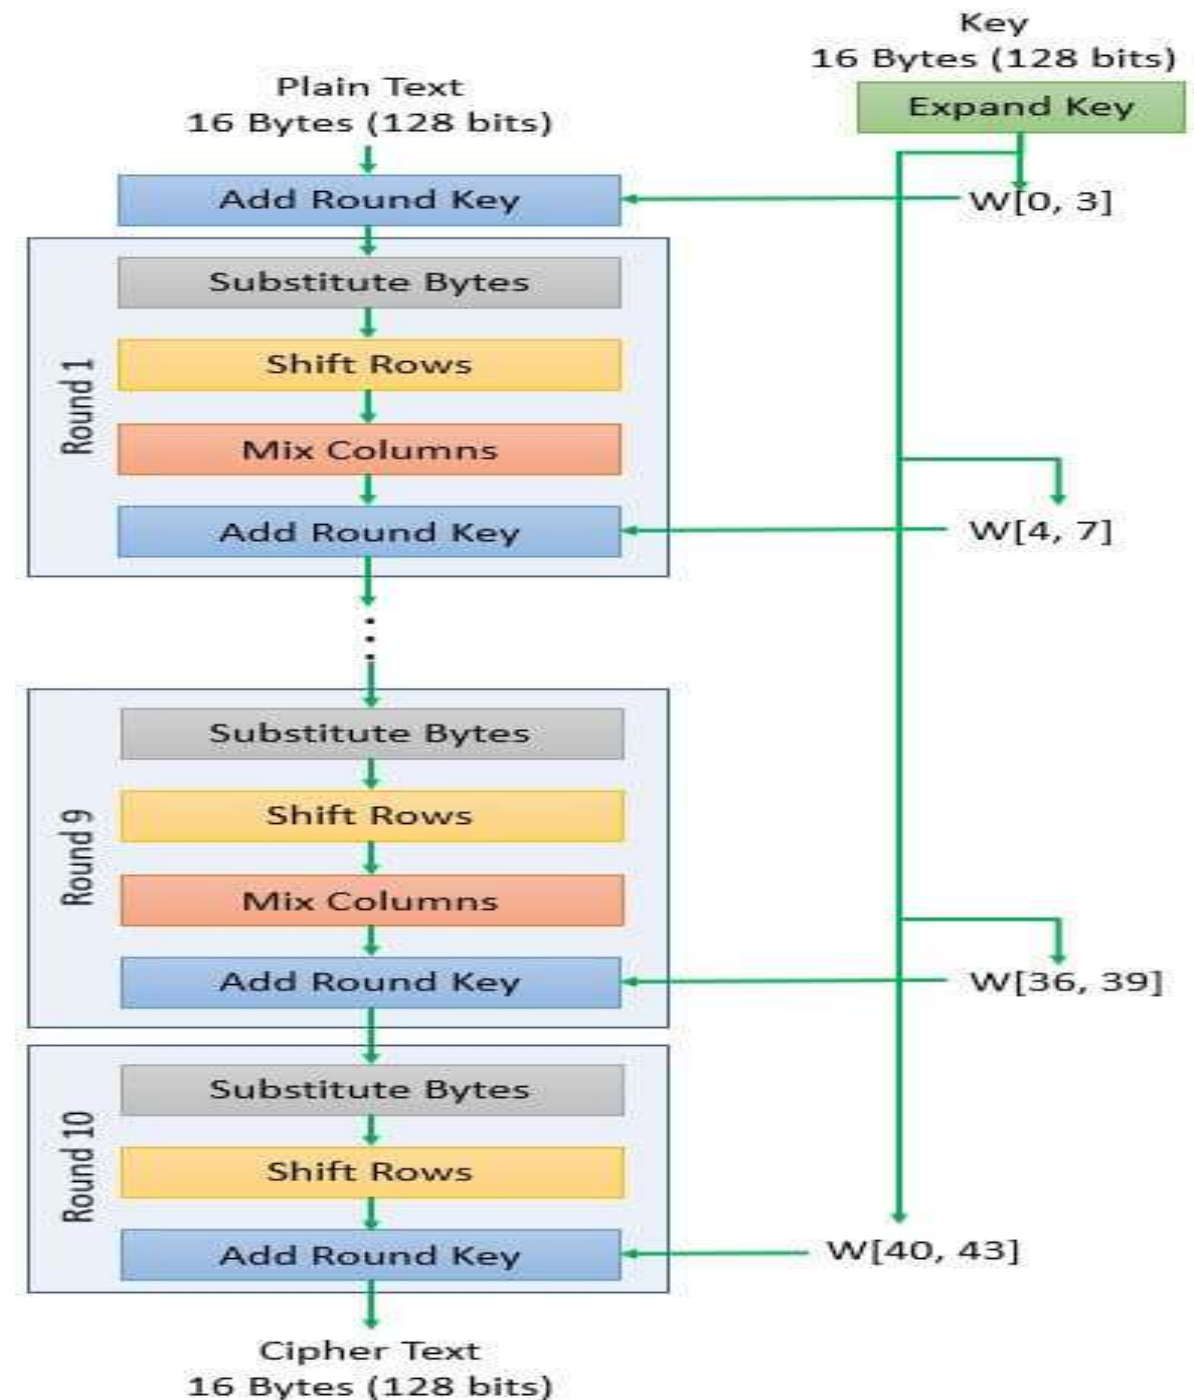 Key
16 Bytes (128 bits)
Expand Key
Plain Text
16 Bytes (128 bits)
Add Round Key
W[0, 3]
Round 1
Substitute Bytes
Shift Rows
Mix Columns
Add Round Key
W[4, 7]
⋮
Round 9
Substitute Bytes
Shift Rows
Mix Columns
Add Round Key
W[36, 39]
Round 10
Substitute Bytes
Shift Rows
Add Round Key
W[40, 43]
Cipher Text
16 Bytes (128 bits)